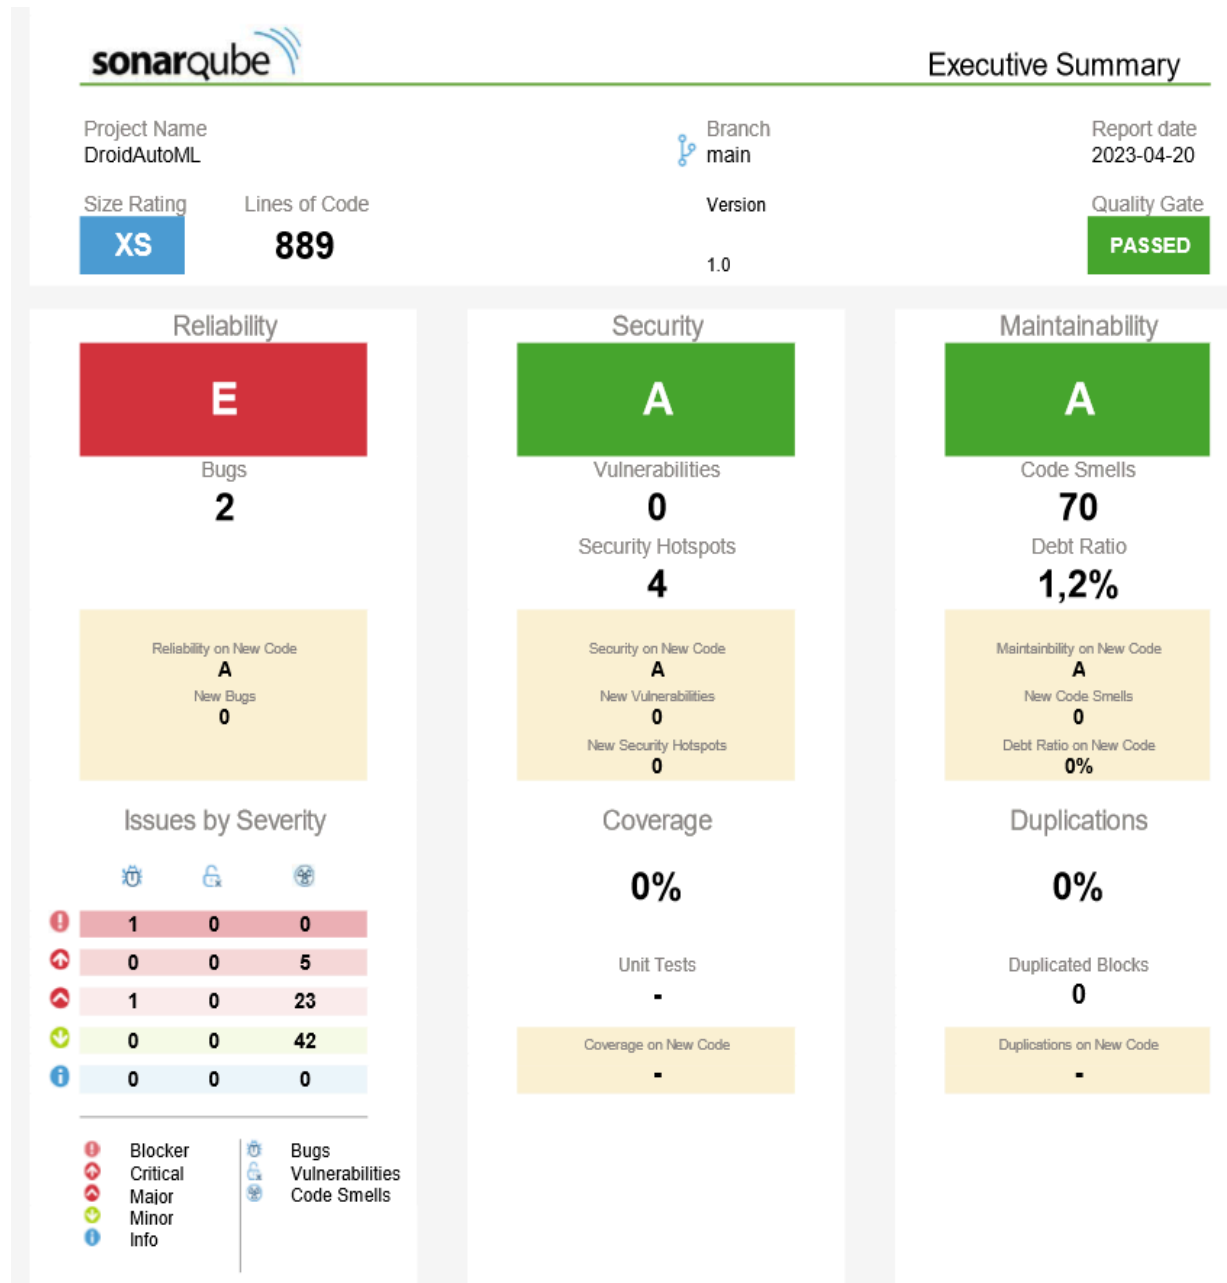 sonarqube
Executive Summary
Project Name
DroidAutoML
Branch
main
Report date
2023-04-20
Size Rating
XS
Lines of Code
889
Version
1.0
Quality Gate
PASSED
Reliability
E
Bugs
2
Reliability on New Code
A
New Bugs
0
Security
A
Vulnerabilities
0
Security Hotspots
4
Security on New Code
A
New Vulnerabilities
0
New Security Hotspots
0
Maintainability
A
Code Smells
70
Debt Ratio
1,2%
Maintainbility on New Code
A
New Code Smells
0
Debt Ratio on New Code
0%
Issues by Severity
1 0 0
0 0 5
1 0 23
0 0 42
0 0 0
Blocker
Critical
Major
Minor
Info
Bugs
Vulnerabilities
Code Smells
Coverage
0%
Unit Tests
-
Coverage on New Code
-
Duplications
0%
Duplicated Blocks
0
Duplications on New Code
-